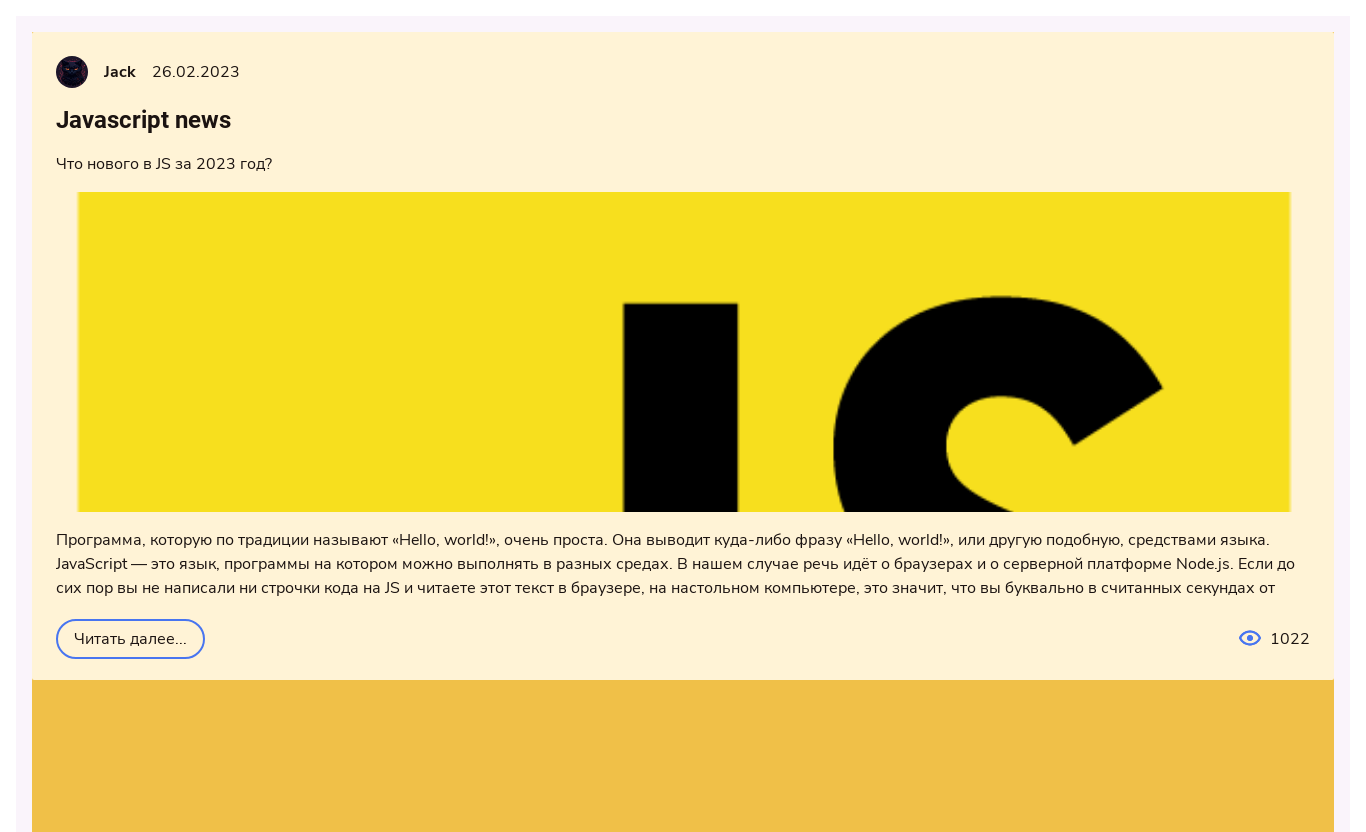 Jack 26.02.2023
Javascript news
Что нового в JS за 2023 год?
JS
Программа, которую по традиции называют «Hello, world!», очень проста. Она выводит куда-либо фразу «Hello, world!», или другую подобную, средствами языка.
JavaScript — это язык, программы на котором можно выполнять в разных средах. В нашем случае речь идёт о браузерах и о серверной платформе Node.js. Если до
сих пор вы не написали ни строчки кода на JS и читаете этот текст в браузере, на настольном компьютере, это значит, что вы буквально в считанных секундах от
Читать далее... 1022